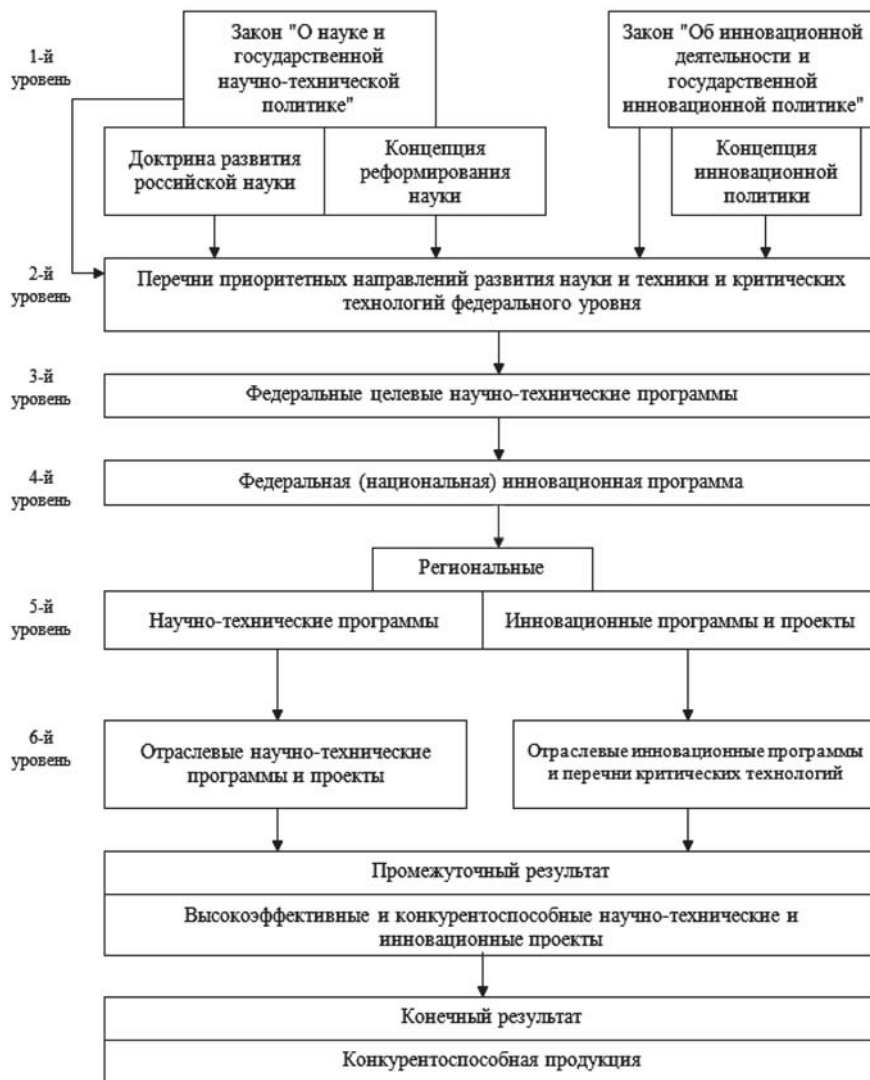 1-й
уровень
Закон "О науке и
государственной
научно-технической
политике"
Закон "Об инновационной
деятельности и
государственной
инновационной политике"
Доктрина развития
российской науки
Концепция
реформирования
науки
Концепция
инновационной
политики
2-й
уровень
Перечни приоритетных направлений развития науки и техники и критических
технологий федерального уровня
3-й
уровень
Федеральные целевые научно-технические программы
4-й
уровень
Федеральная (национальная) инновационная программа
Региональные
5-й
уровень
Научно-технические программы
Инновационные программы и проекты
6-й
уровень
Отраслевые научно-технические
программы и проекты
Отраслевые инновационные программы
и перечни критических технологий
Промежуточный результат
Высокоэффективные и конкурентоспособные научно-технические и
инновационные проекты
Конечный результат
Конкурентоспособная продукция